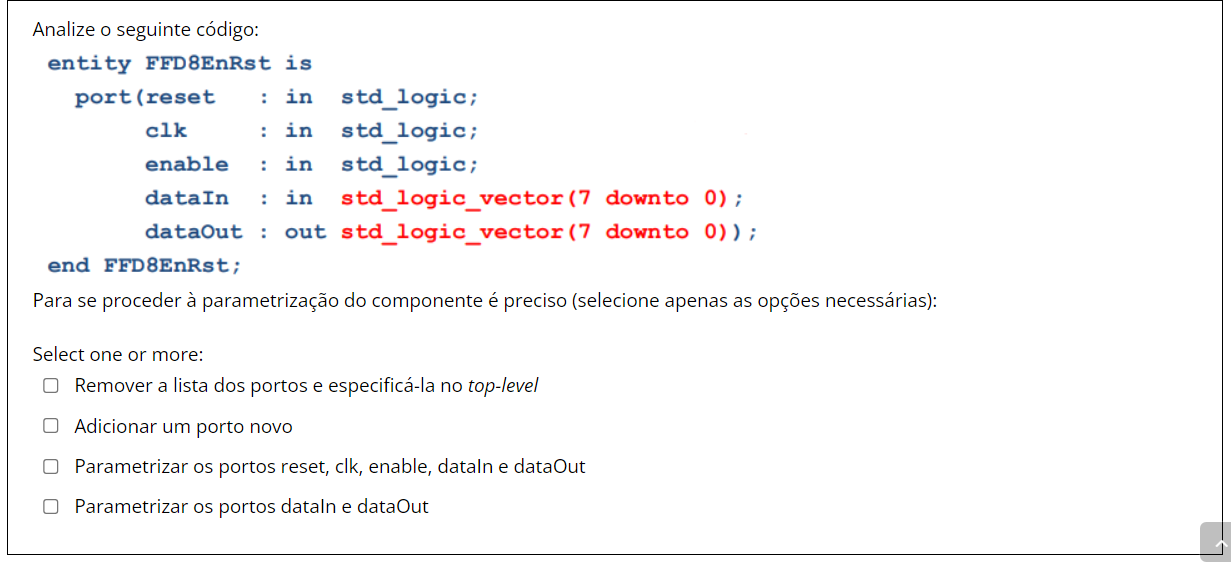 Analize o seguinte código:
entity FFD8EnRst is
port(reset : in std_logic;
clk : in std_logic;
enable : in std_logic;
dataIn : in std_logic_vector(7 downto 0);
dataOut : out std_logic_vector(7 downto 0));
end FFD8EnRst;
Para se proceder à parametrização do componente é preciso (selecione apenas as opções necessárias):
Select one or more:
Remover a lista dos portos e especificá-la no top-level
Adicionar um porto novo
Parametrizar os portos reset, clk, enable, dataIn e dataOut
Parametrizar os portos dataIn e dataOut